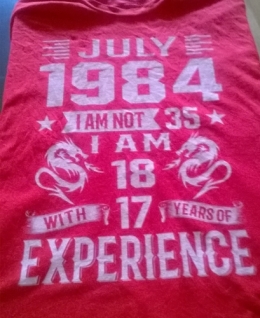 JULY
1984
I AM NOT 35
I AM
18
WITH 17 YEARS OF
EXPERIENCE